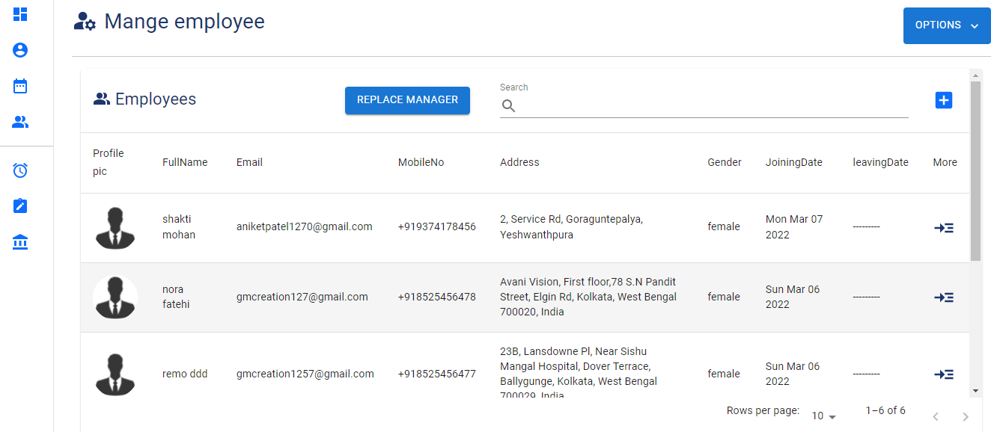 Mange employee
OPTIONS
Employees
REPLACE MANAGER
Search
Profile
pic
FullName
Email
MobileNo
Address
Gender
JoiningDate
leavingDate
More
shakti
mohan
aniketpatel1270@gmail.com
+919374178456
2, Service Rd, Goraguntepalya,
Yeshwanthpura
female
Mon Mar 07
2022
---------
nora
fatehi
gmcreation127@gmail.com
+918525456478
Avani Vision, First floor,78 S.N Pandit
Street, Elgin Rd, Kolkata, West Bengal
700020, India
female
Sun Mar 06
2022
---------
remo ddd
gmcreation1257@gmail.com
+918525456477
23B, Lansdowne Pl, Near Sishu
Mangal Hospital, Dover Terrace,
Ballygunge, Kolkata, West Bengal
700029, India
female
Sun Mar 06
2022
---------
Rows per page:
10
1–6 of 6